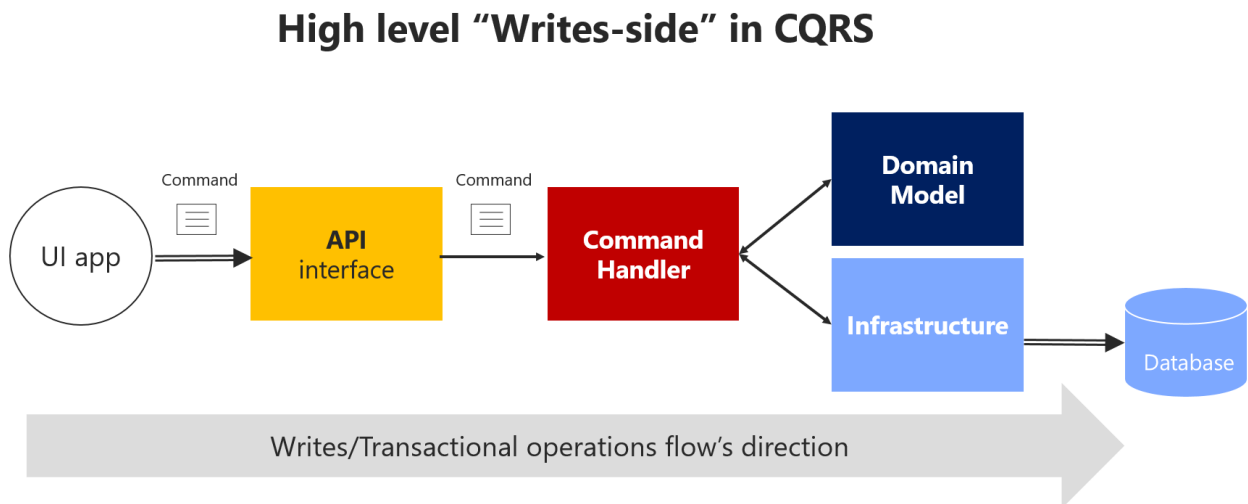 High level “Writes-side” in CQRS
Command
Command
UI app
API
interface
Command
Handler
Domain
Model
Infrastructure
Database
Writes/Transactional operations flow’s direction